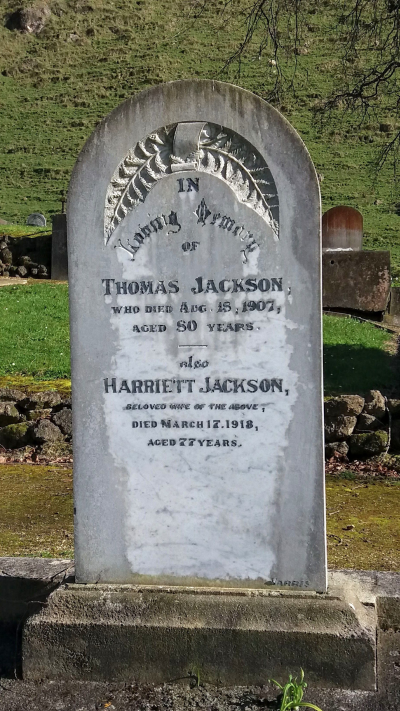 IN
Loving Memory
OF
THOMAS JACKSON,
WHO DIED AUG. 18, 1907,
AGED 80 YEARS.
Also
HARRIETT JACKSON,
BELOVED WIFE OF THE ABOVE,
DIED MARCH 17, 1918,
AGED 77 YEARS.